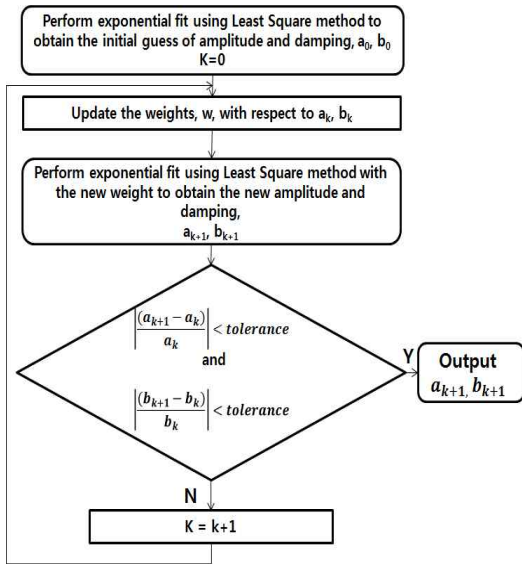 Perform exponential fit using Least Square method to
obtain the initial guess of amplitude and damping, a₀, b₀
K=0
Update the weights, w, with respect to aₖ, bₖ
Perform exponential fit using Least Square method with
the new weight to obtain the new amplitude and
damping,
aₖ₊₁, bₖ₊₁
|(aₖ₊₁ − aₖ)/aₖ| < tolerance
and
|(bₖ₊₁ − bₖ)/bₖ| < tolerance
Y
Output
aₖ₊₁, bₖ₊₁
N
K = k+1